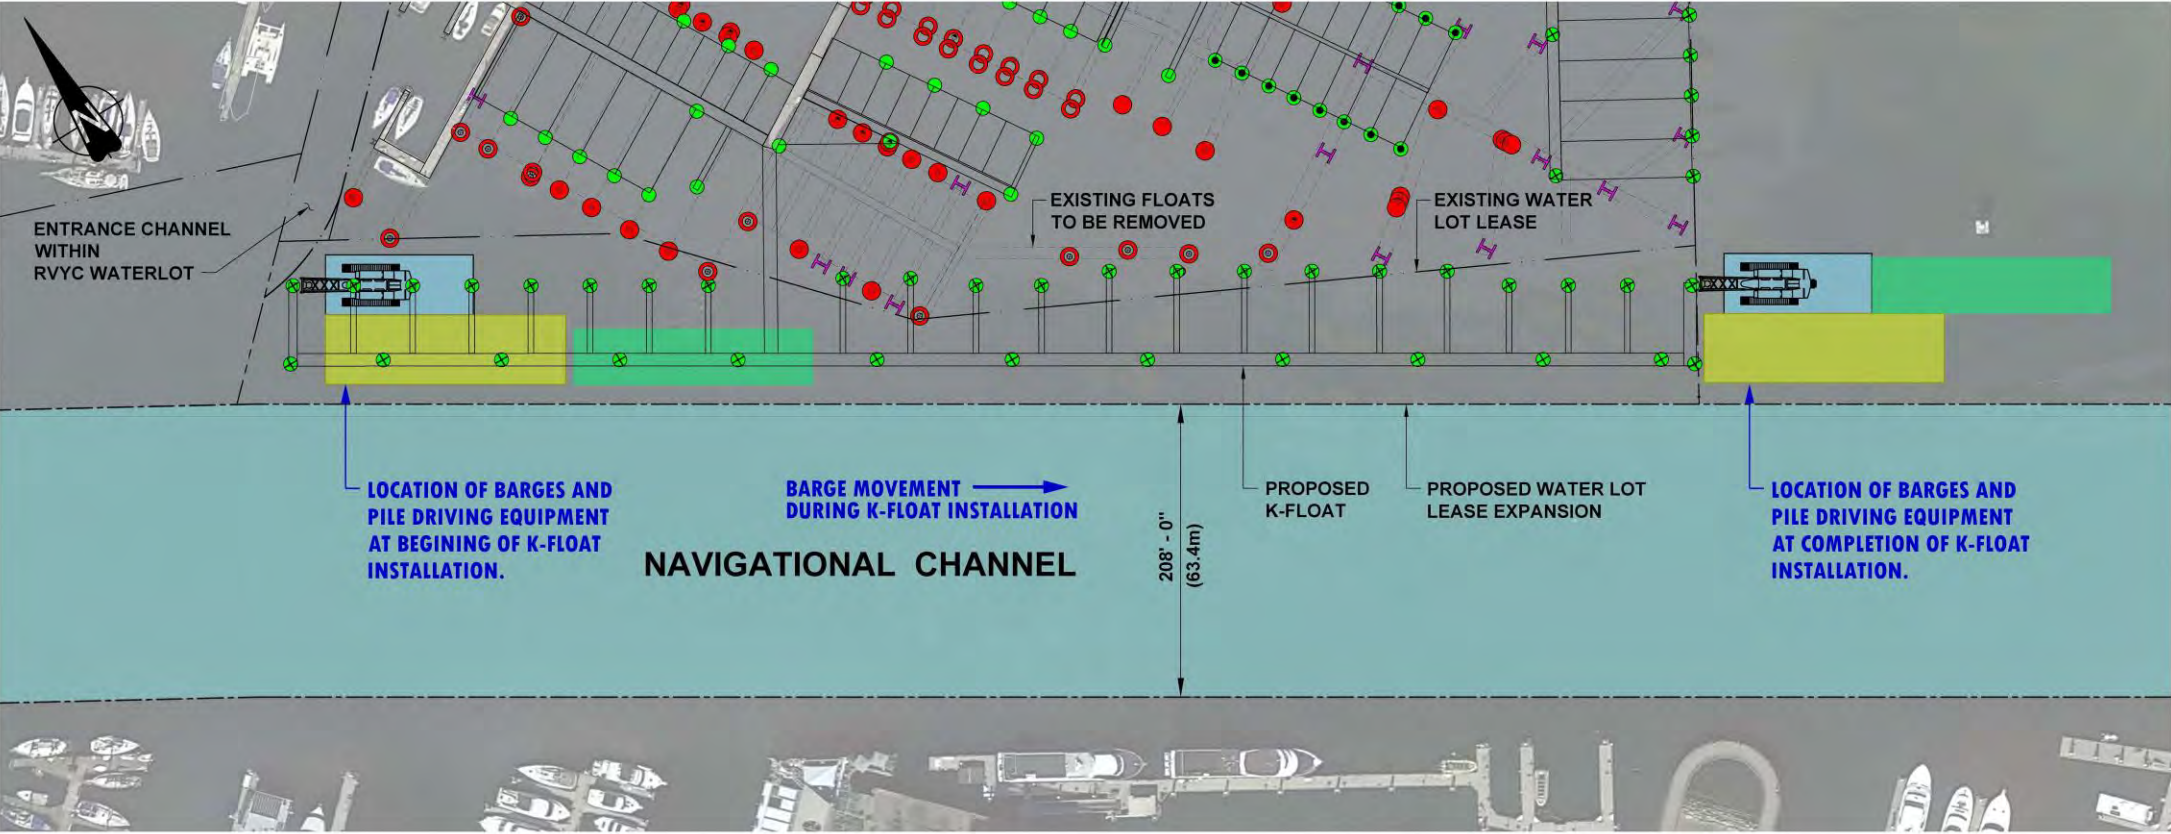 N
EXISTING FLOATS
TO BE REMOVED
EXISTING WATER
LOT LEASE
ENTRANCE CHANNEL
WITHIN
RVYC WATERLOT
LOCATION OF BARGES AND
PILE DRIVING EQUIPMENT
AT BEGINING OF K-FLOAT
INSTALLATION.
BARGE MOVEMENT
DURING K-FLOAT INSTALLATION
NAVIGATIONAL CHANNEL
208' - 0"
(63.4m)
PROPOSED
K-FLOAT
PROPOSED WATER LOT
LEASE EXPANSION
LOCATION OF BARGES AND
PILE DRIVING EQUIPMENT
AT COMPLETION OF K-FLOAT
INSTALLATION.